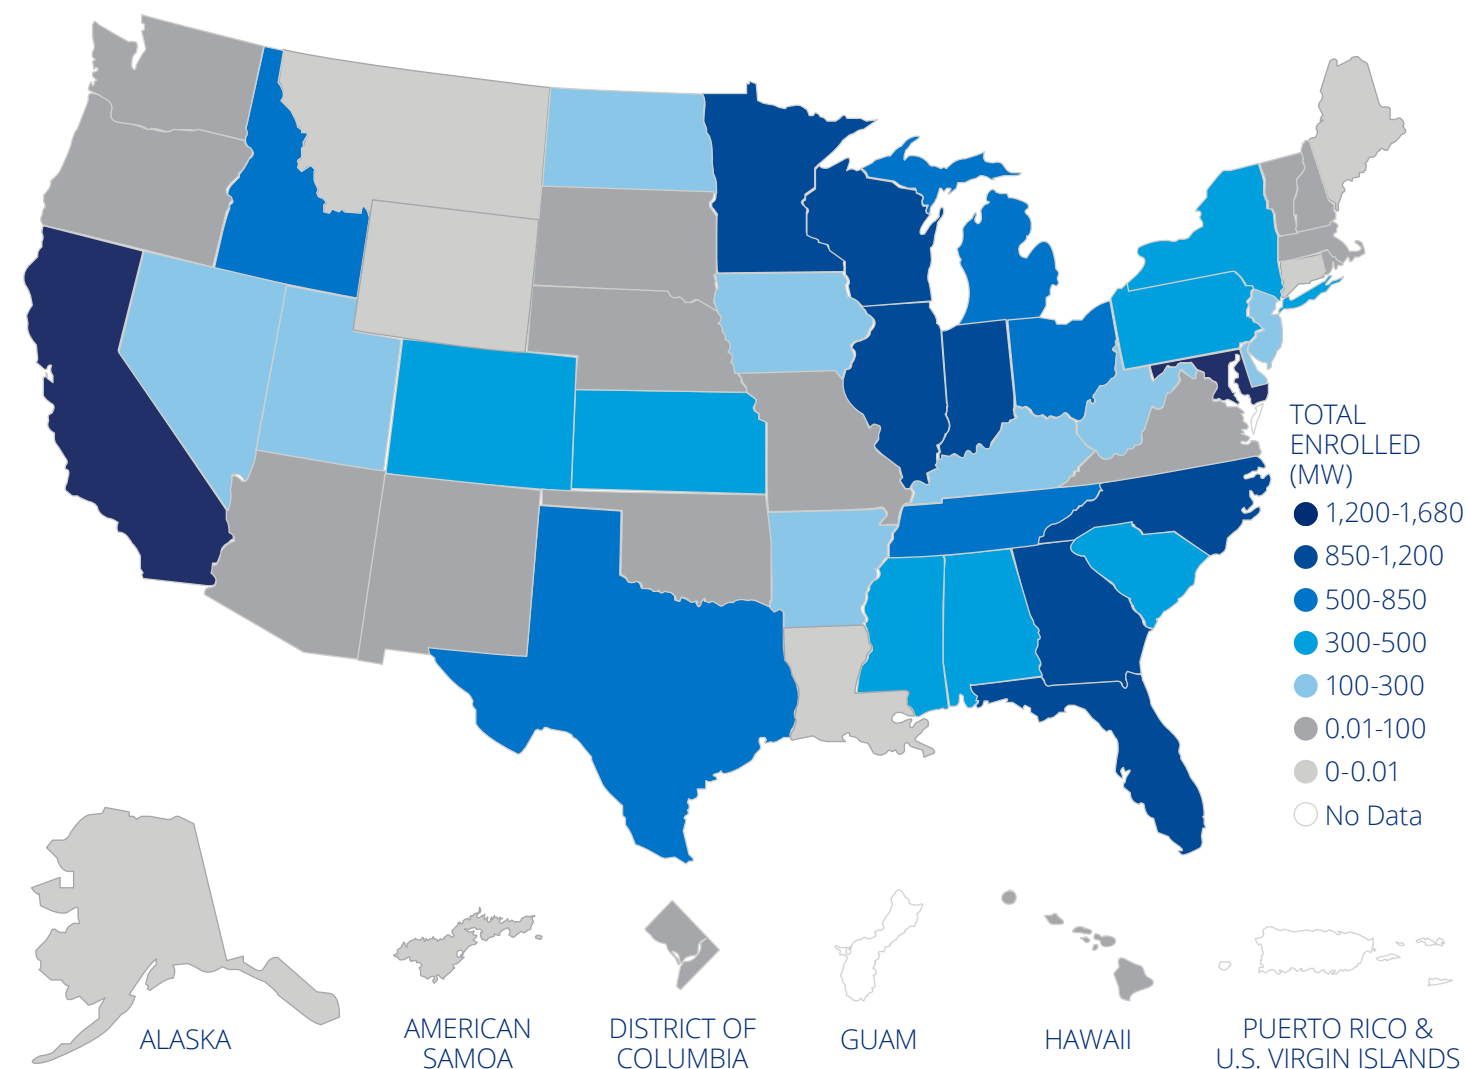 TOTAL
ENROLLED
(MW)
1,200-1,680
850-1,200
500-850
300-500
100-300
0.01-100
0-0.01
No Data
ALASKA
AMERICAN
SAMOA
DISTRICT OF
COLUMBIA
GUAM
HAWAII
PUERTO RICO &
U.S. VIRGIN ISLANDS